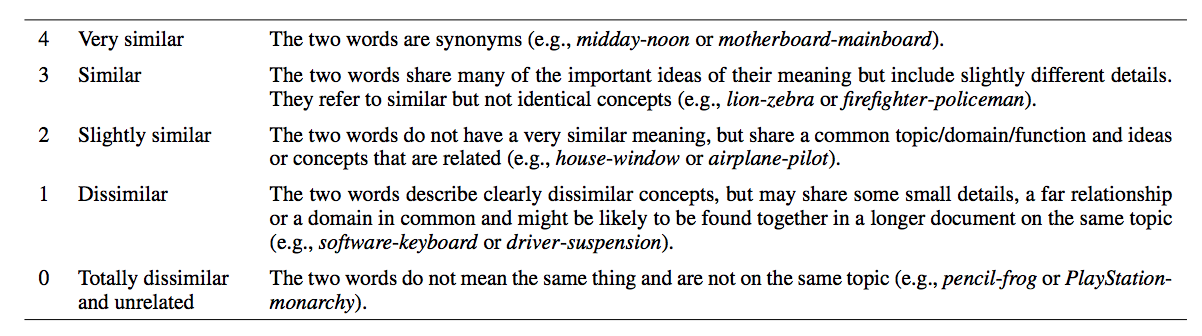 4 Very similar The two words are synonyms (e.g., midday-noon or motherboard-mainboard).
3 Similar The two words share many of the important ideas of their meaning but include slightly different details.
They refer to similar but not identical concepts (e.g., lion-zebra or firefighter-policeman).
2 Slightly similar The two words do not have a very similar meaning, but share a common topic/domain/function and ideas
or concepts that are related (e.g., house-window or airplane-pilot).
1 Dissimilar The two words describe clearly dissimilar concepts, but may share some small details, a far relationship
or a domain in common and might be likely to be found together in a longer document on the same topic
(e.g., software-keyboard or driver-suspension).
0 Totally dissimilar The two words do not mean the same thing and are not on the same topic (e.g., pencil-frog or PlayStation-
and unrelated monarchy).